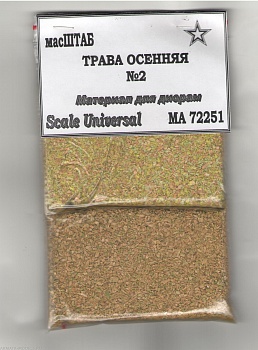 масШТАБ
ТРАВА ОСЕННЯЯ
№2
Материал для диорам
Scale Universal MA 72251